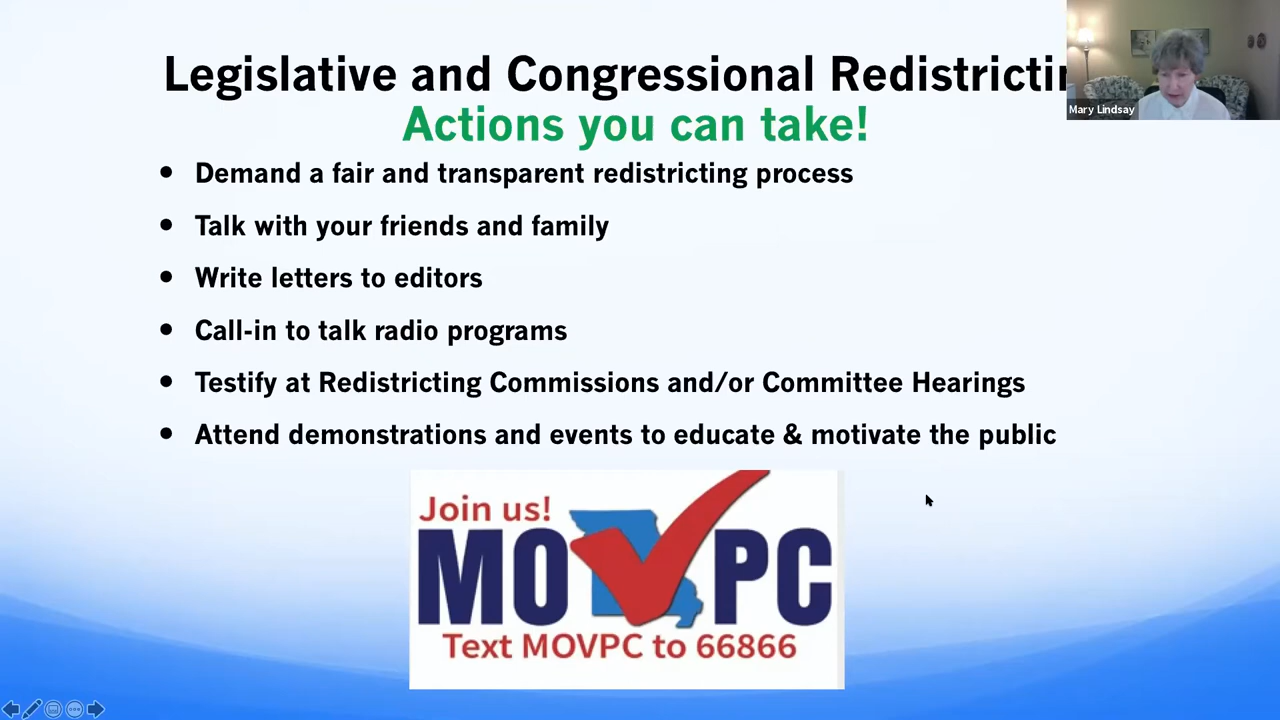 Legislative and Congressional Redistrictin
Mary Lindsay
Actions you can take!
• Demand a fair and transparent redistricting process
• Talk with your friends and family
• Write letters to editors
• Call-in to talk radio programs
• Testify at Redistricting Commissions and/or Committee Hearings
• Attend demonstrations and events to educate & motivate the public
Join us!
MO PC
Text MOVPC to 66866